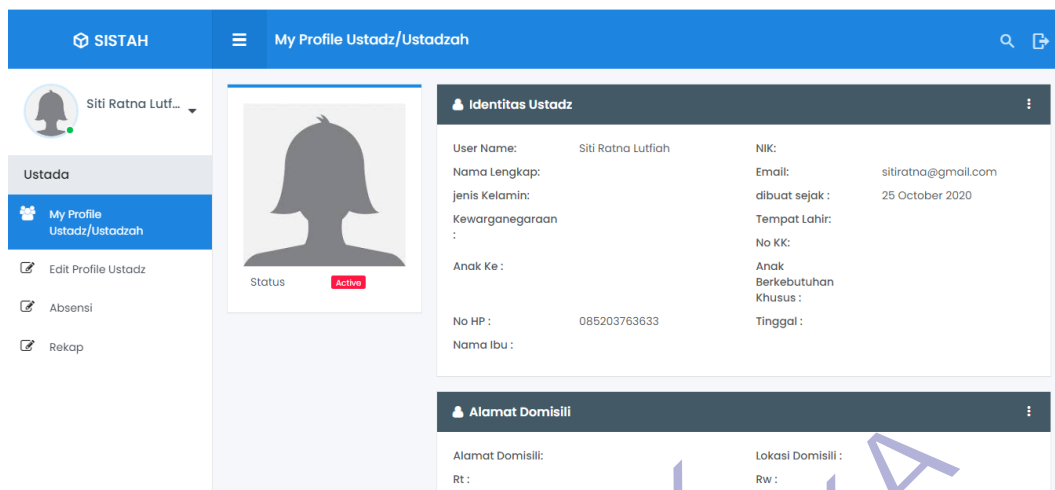 SISTAH
My Profile Ustadz/Ustadzah
Siti Ratna Lutf...
Ustada
My Profile
Ustadz/Ustadzah
Edit Profile Ustadz
Absensi
Rekap
Status Active
Identitas Ustadz
User Name: Siti Ratna Lutfiah NIK:
Nama Lengkap: Email: sitiratna@gmail.com
jenis Kelamin: dibuat sejak : 25 October 2020
Kewarganegaraan Tempat Lahir:
:
No KK:
Anak Ke : Anak
Berkebutuhan
Khusus :
No HP : 085203763633 Tinggal :
Nama Ibu :
Alamat Domisili
Alamat Domisili: Lokasi Domisili :
Rt : Rw :